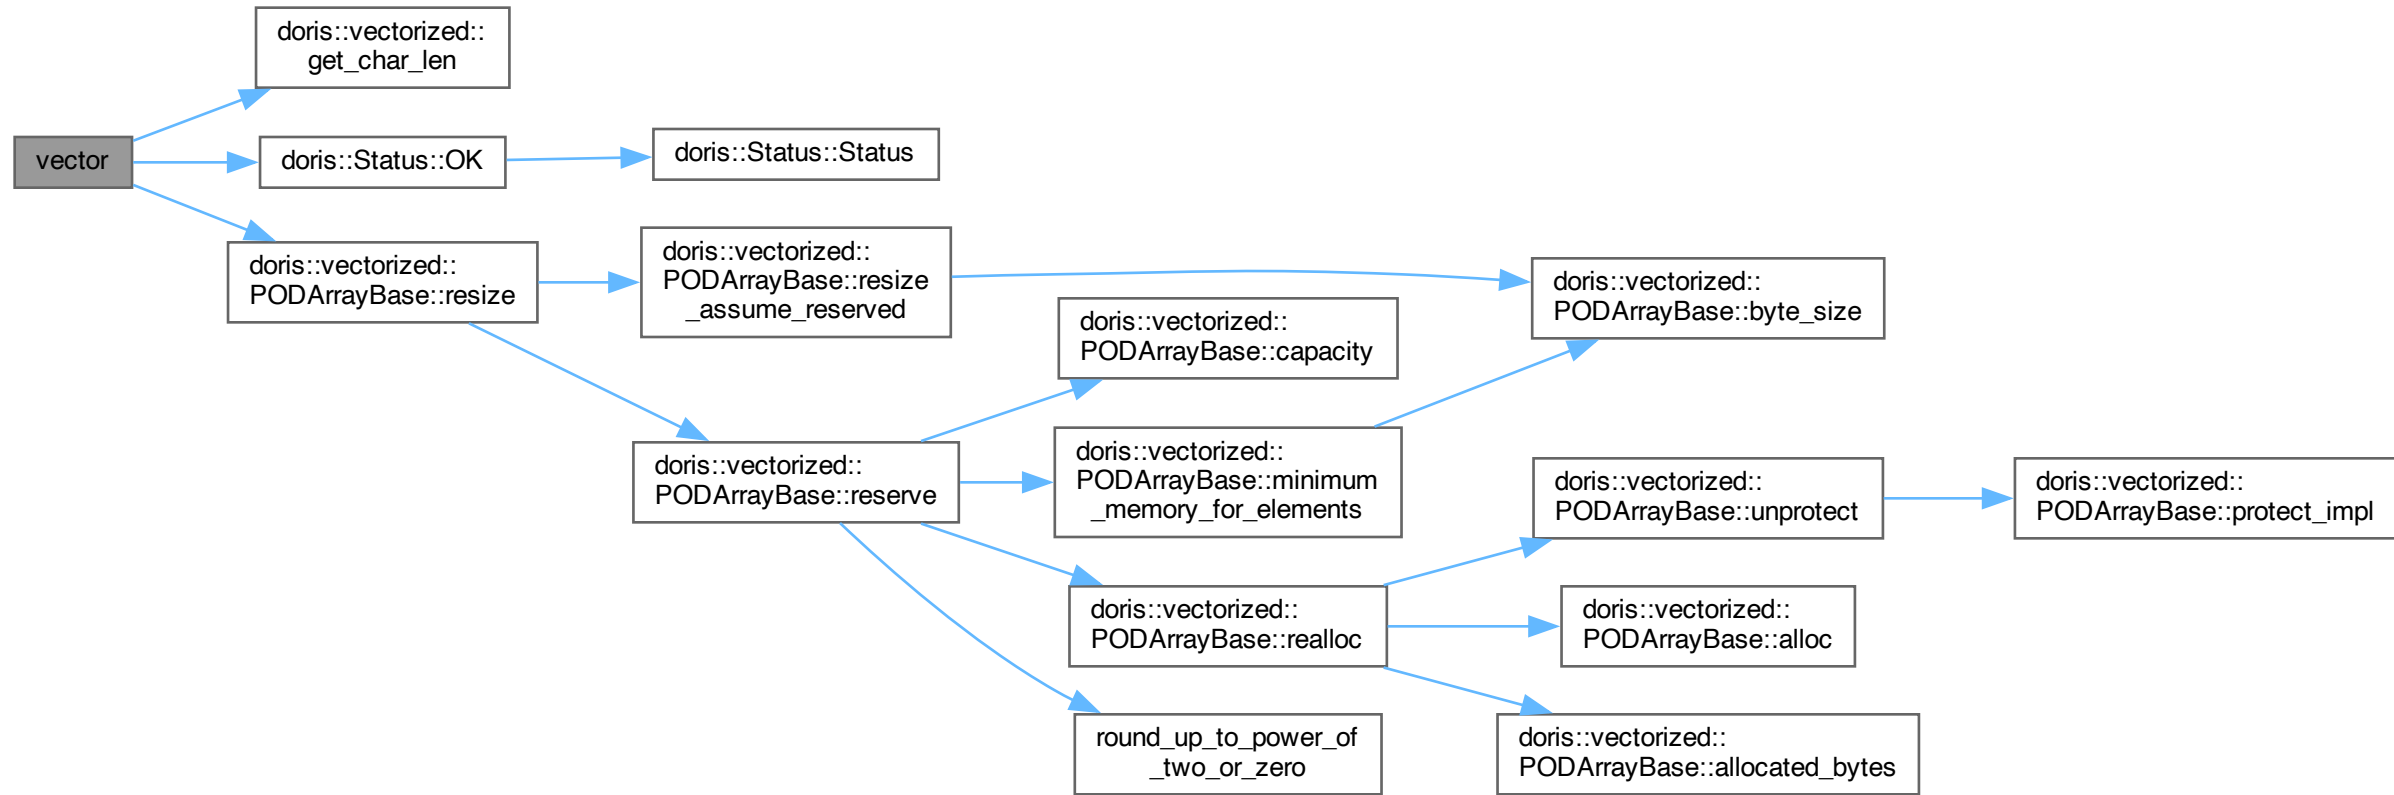 doris::vectorized::
get_char_len
vector
doris::Status::OK
doris::Status::Status
doris::vectorized::
PODArrayBase::resize
doris::vectorized::
PODArrayBase::resize
_assume_reserved
doris::vectorized::
PODArrayBase::byte_size
doris::vectorized::
PODArrayBase::capacity
doris::vectorized::
PODArrayBase::reserve
doris::vectorized::
PODArrayBase::minimum
_memory_for_elements
doris::vectorized::
PODArrayBase::unprotect
doris::vectorized::
PODArrayBase::protect_impl
doris::vectorized::
PODArrayBase::realloc
doris::vectorized::
PODArrayBase::alloc
round_up_to_power_of
_two_or_zero
doris::vectorized::
PODArrayBase::allocated_bytes